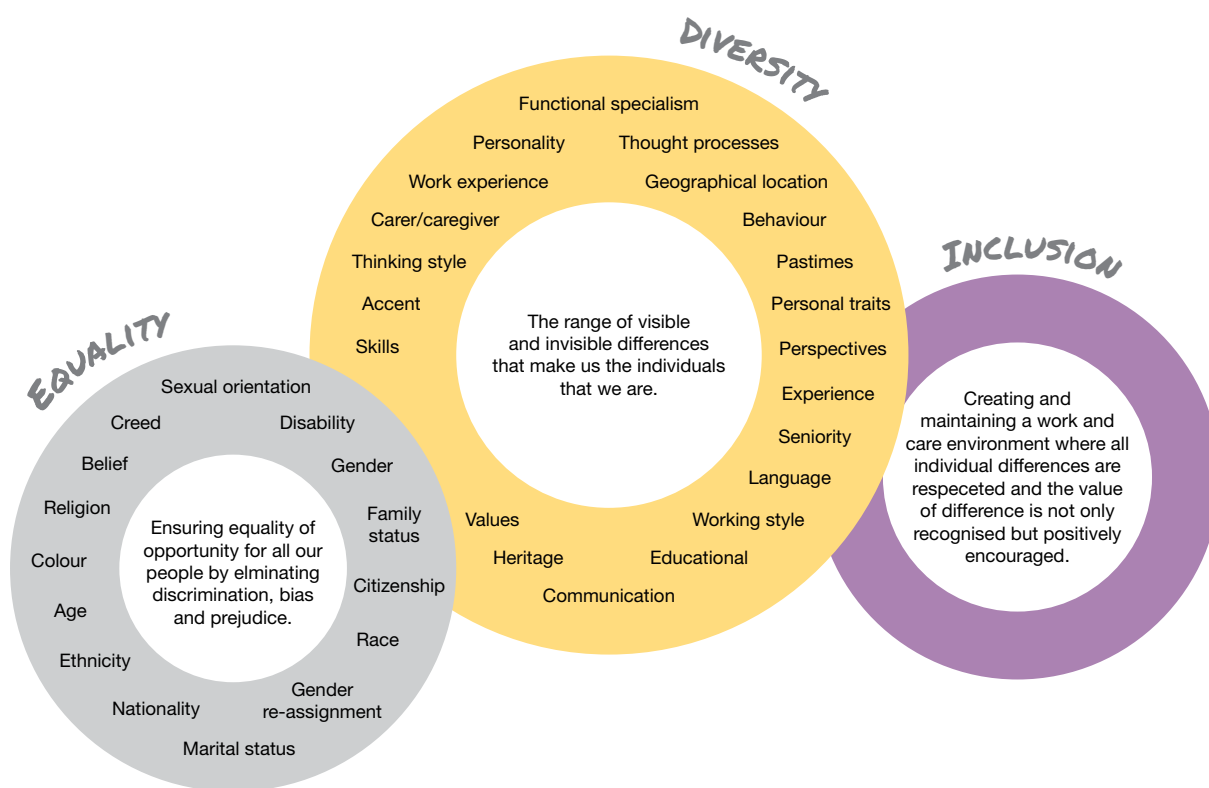 DIVERSITY
Functional specialism
Personality
Thought processes
Work experience
Geographical location
Carer/caregiver
Behaviour
Thinking style
Pastimes
Accent
Personal traits
Skills
Perspectives
Experience
Seniority
Language
Values
Working style
Heritage
Educational
Communication
The range of visible
and invisible differences
that make us the individuals
that we are.
EQUALITY
Sexual orientation
Creed
Disability
Belief
Gender
Religion
Family
status
Colour
Citizenship
Age
Race
Ethnicity
Gender
re-assignment
Nationality
Marital status
Ensuring equality of
opportunity for all our
people by elminating
discrimination, bias
and prejudice.
INCLUSION
Creating and
maintaining a work and
care environment where all
individual differences are
respeceted and the value
of difference is not only
recognised but positively
encouraged.